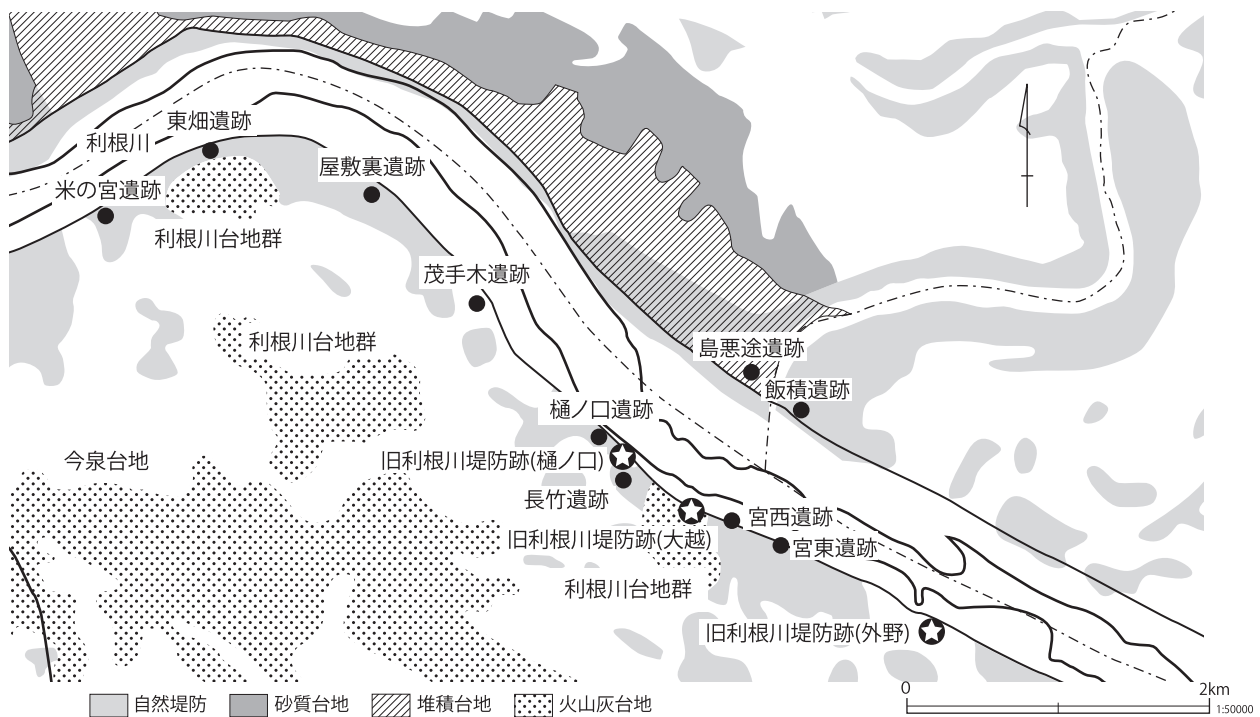 東畑遺跡
利根川
屋敷裏遺跡
米の宮遺跡
利根川台地群
茂手木遺跡
利根川台地群
島悪途遺跡
飯積遺跡
樋ノ口遺跡
今泉台地
旧利根川堤防跡(樋ノ口)
長竹遺跡
宮西遺跡
旧利根川堤防跡(大越)
宮東遺跡
利根川台地群
旧利根川堤防跡(外野)
自然堤防 砂質台地 堆積台地 火山灰台地
0 2km
1:50000